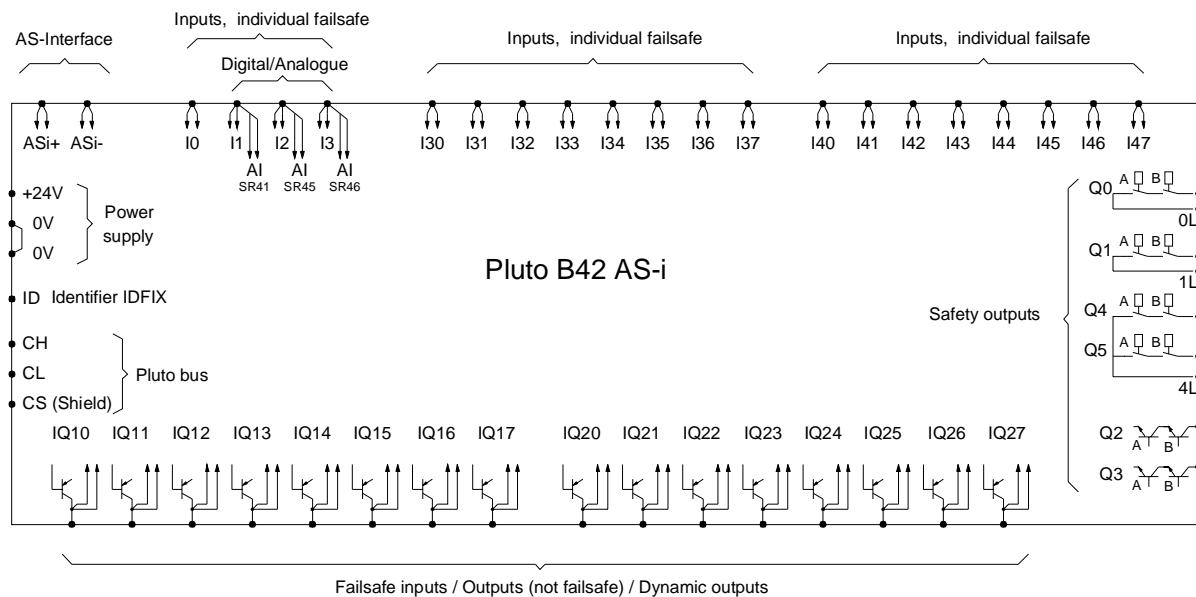 Inputs, individual failsafe
AS-Interface
Digital/Analogue
Inputs, individual failsafe
Inputs, individual failsafe
ASi+ ASi- I0 I1 I2 I3 I30 I31 I32 I33 I34 I35 I36 I37 I40 I41 I42 I43 I44 I45 I46 I47
AI AI AI
SR41 SR45 SR46
+24V
0V
0V
Power
supply
Pluto B42 AS-i
ID Identifier IDFIX
CH
CL
CS (Shield)
Pluto bus
Safety outputs
Q0 A B
0L
Q1 A B
1L
Q4 A B
Q5 A B
4L
Q2 A B
Q3 A B
IQ10 IQ11 IQ12 IQ13 IQ14 IQ15 IQ16 IQ17 IQ20 IQ21 IQ22 IQ23 IQ24 IQ25 IQ26 IQ27
Failsafe inputs / Outputs (not failsafe) / Dynamic outputs